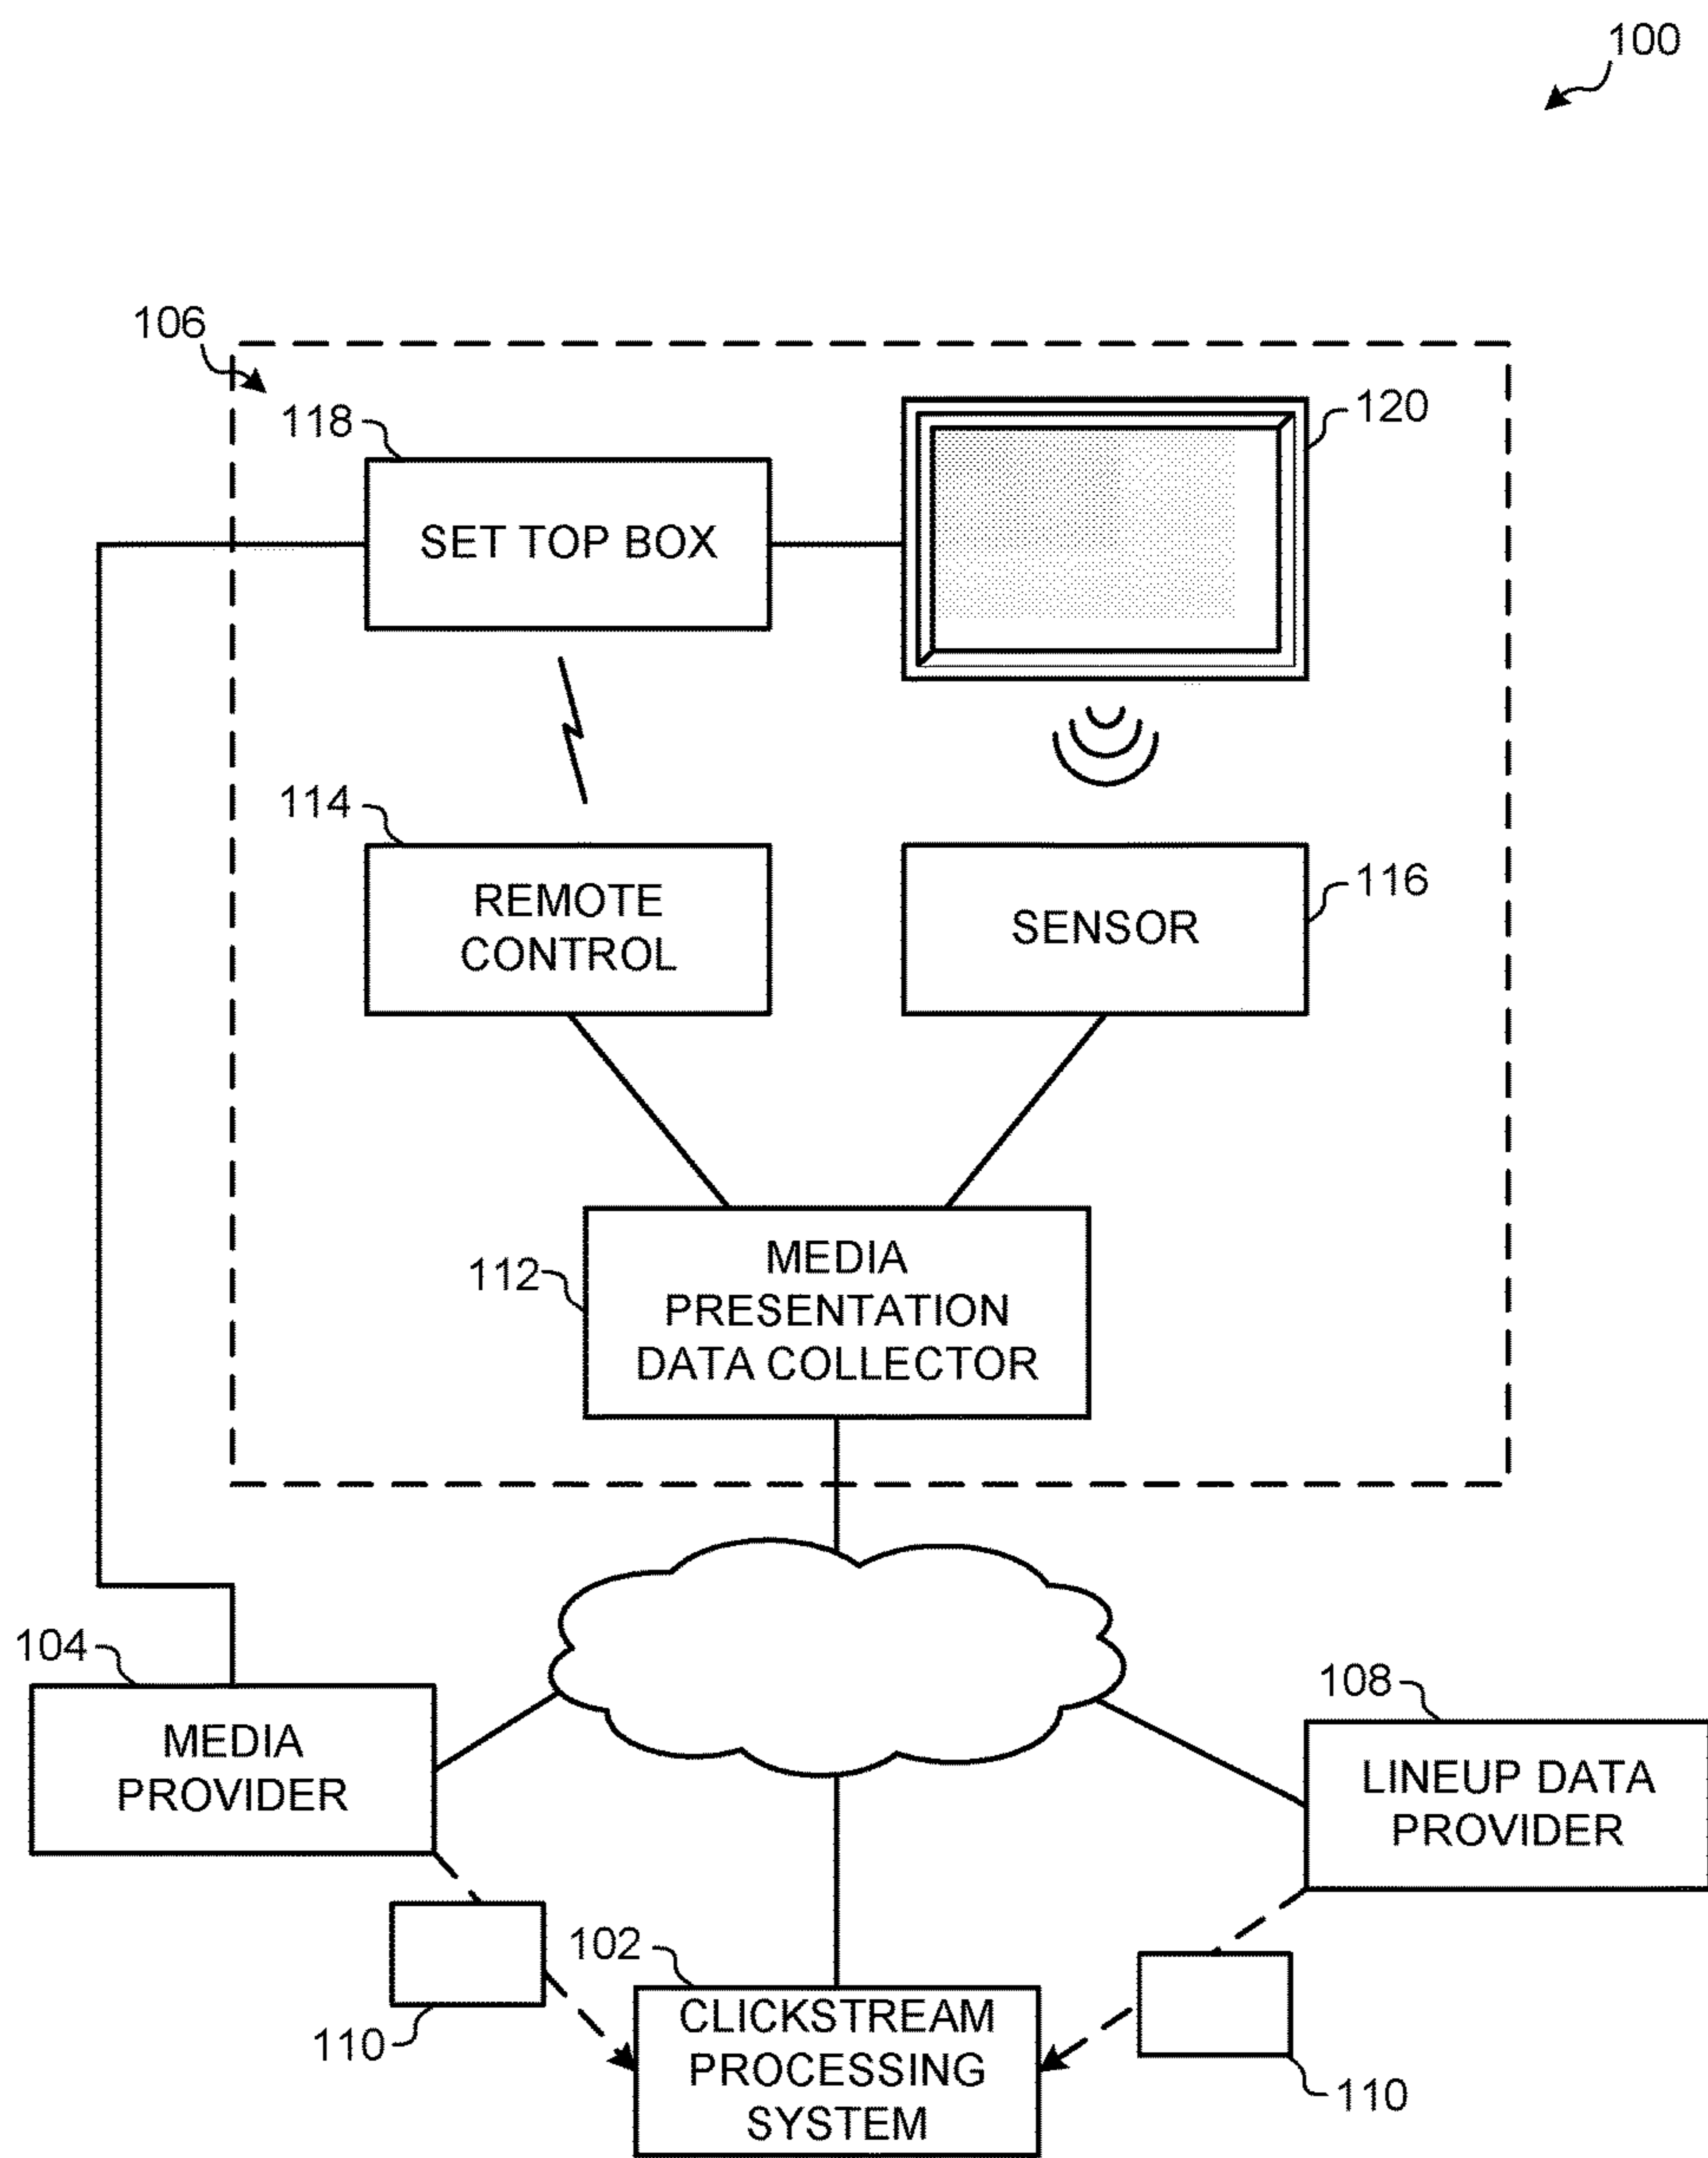 100
106
118
120
SET TOP BOX
114
116
REMOTE
CONTROL
SENSOR
112
MEDIA
PRESENTATION
DATA COLLECTOR
104
108
MEDIA
PROVIDER
LINEUP DATA
PROVIDER
102
110
CLICKSTREAM
PROCESSING
SYSTEM
110